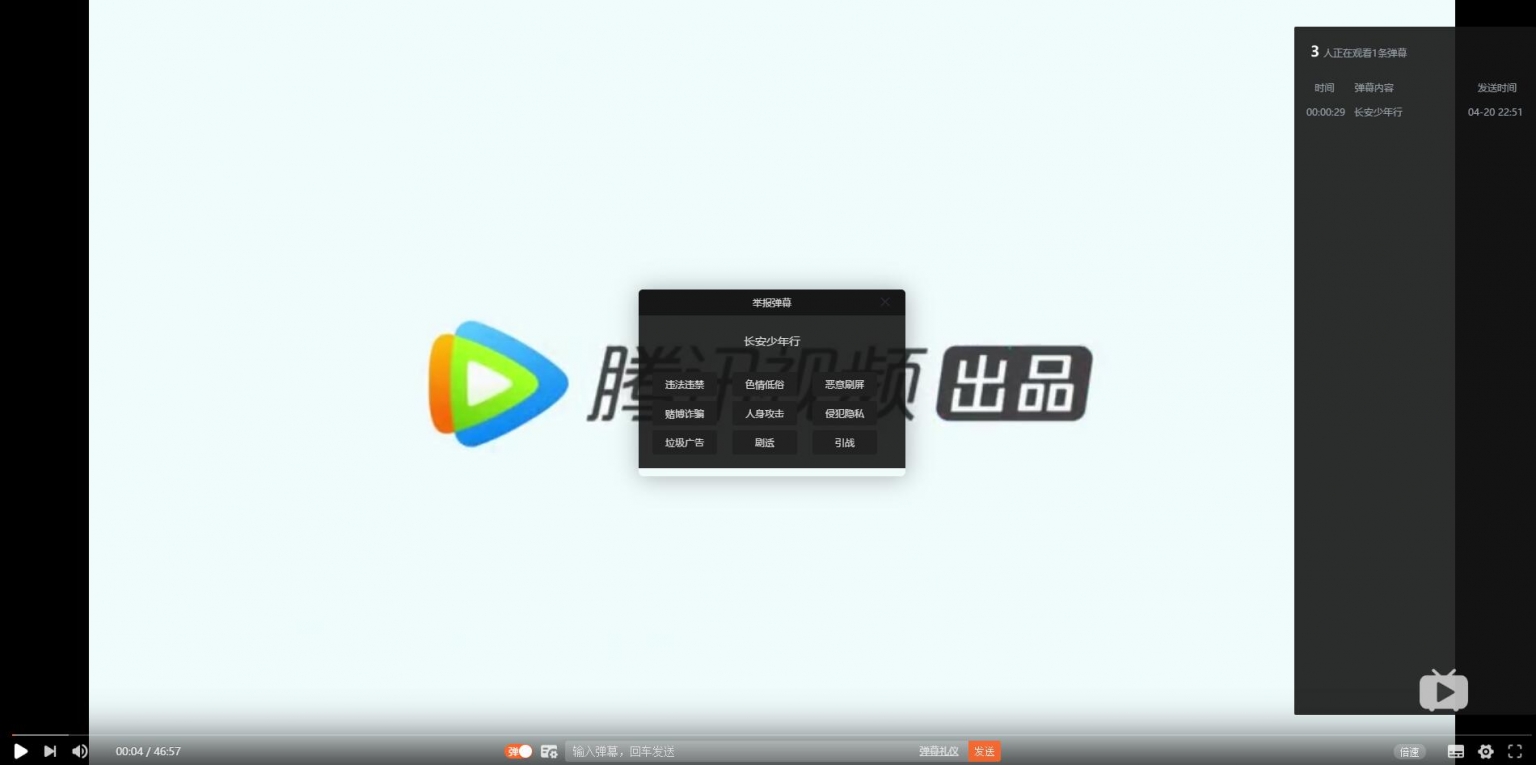 3 人正在观看1条弹幕
时间 弹幕内容 发送时间
00:00:29 长安少年行 04-20 22:51
举报弹幕
长安少年行
腾讯视频 出品
违法违禁 色情低俗 恶意刷屏
赌博诈骗 人身攻击 侵犯隐私
垃圾广告 剧透 引战
00:04 / 46:57 弹 输入弹幕，回车发送 弹幕礼仪 发送 倍速